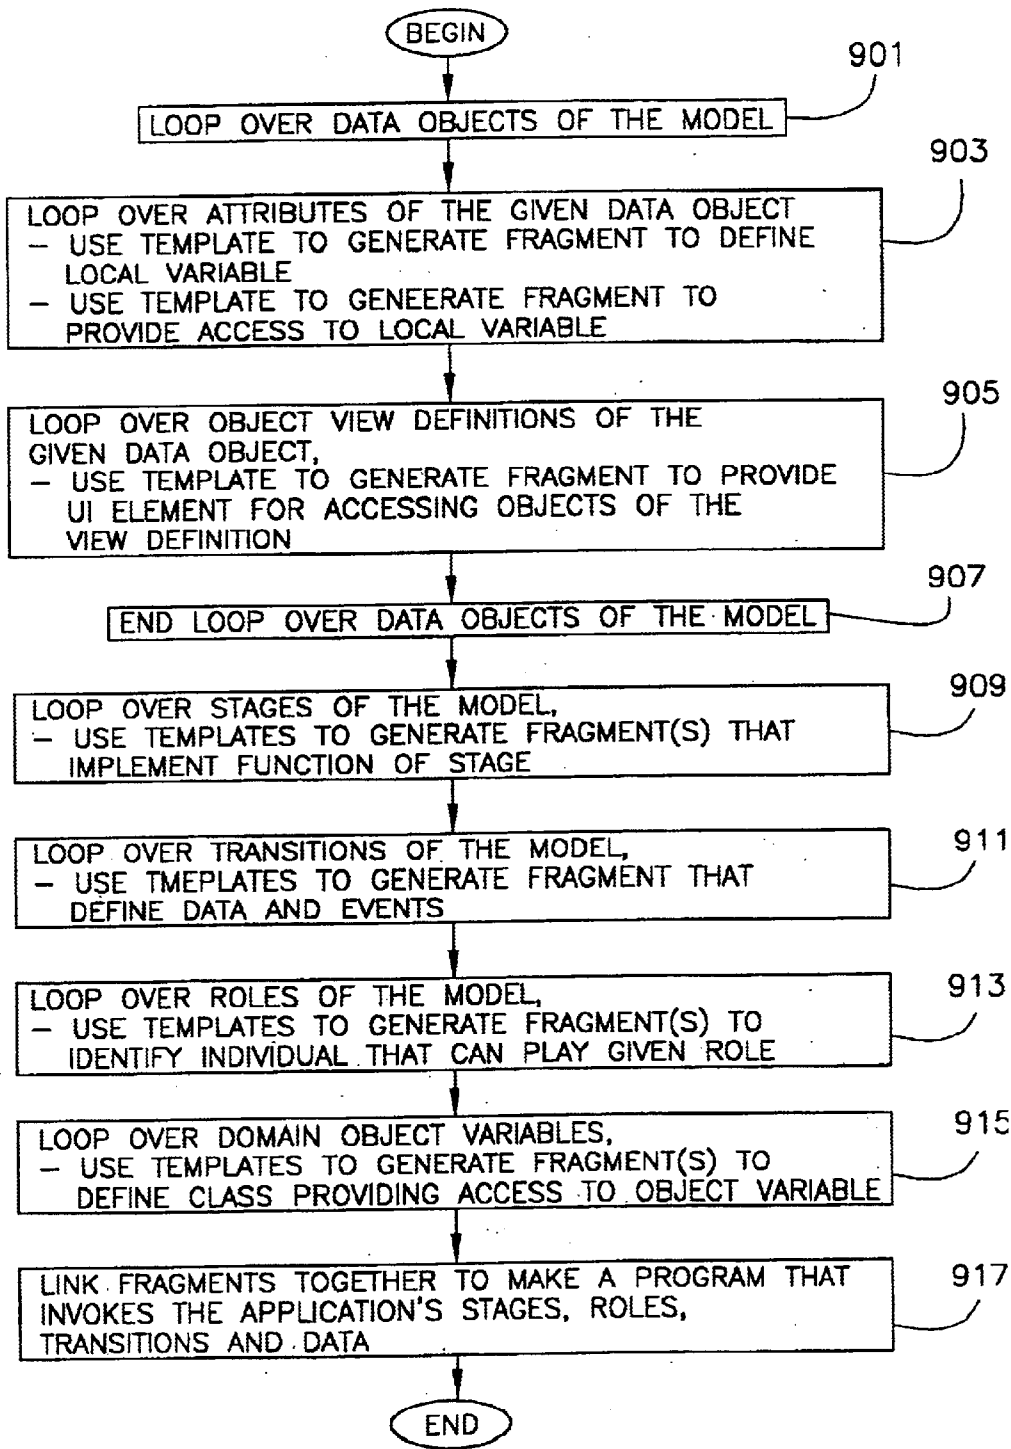 BEGIN
901
LOOP OVER DATA OBJECTS OF THE MODEL
903
LOOP OVER ATTRIBUTES OF THE GIVEN DATA OBJECT
– USE TEMPLATE TO GENERATE FRAGMENT TO DEFINE
LOCAL VARIABLE
– USE TEMPLATE TO GENEERATE FRAGMENT TO
PROVIDE ACCESS TO LOCAL VARIABLE
905
LOOP OVER OBJECT VIEW DEFINITIONS OF THE
GIVEN DATA OBJECT,
– USE TEMPLATE TO GENERATE FRAGMENT TO PROVIDE
UI ELEMENT FOR ACCESSING OBJECTS OF THE
VIEW DEFINITION
907
END LOOP OVER DATA OBJECTS OF THE MODEL
909
LOOP OVER STAGES OF THE MODEL,
– USE TEMPLATES TO GENERATE FRAGMENT(S) THAT
IMPLEMENT FUNCTION OF STAGE
911
LOOP OVER TRANSITIONS OF THE MODEL,
– USE TMEPLATES TO GENERATE FRAGMENT THAT
DEFINE DATA AND EVENTS
913
LOOP OVER ROLES OF THE MODEL,
– USE TEMPLATES TO GENERATE FRAGMENT(S) TO
IDENTIFY INDIVIDUAL THAT CAN PLAY GIVEN ROLE
915
LOOP OVER DOMAIN OBJECT VARIABLES,
– USE TEMPLATES TO GENERATE FRAGMENT(S) TO
DEFINE CLASS PROVIDING ACCESS TO OBJECT VARIABLE
917
LINK FRAGMENTS TOGETHER TO MAKE A PROGRAM THAT
INVOKES THE APPLICATION'S STAGES, ROLES,
TRANSITIONS AND DATA
END